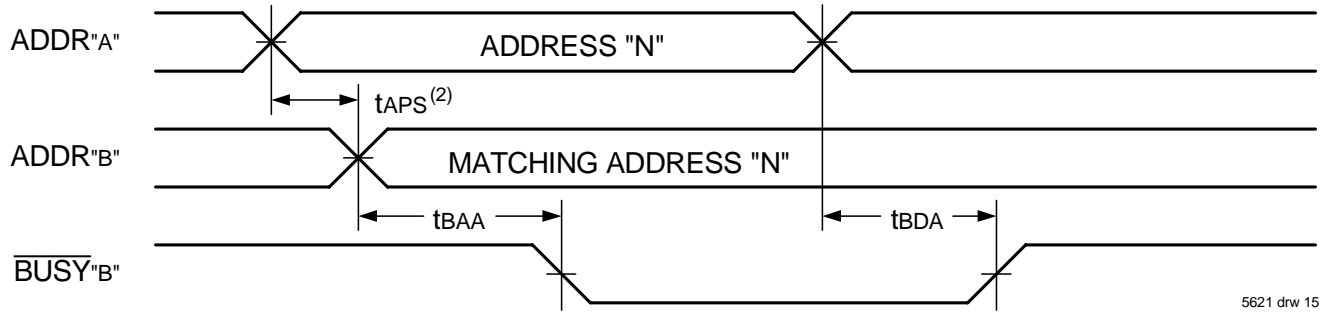 ADDR"A"
ADDRESS "N"
tAPS(2)
ADDR"B"
MATCHING ADDRESS "N"
tBAA
tBDA
BUSY"B"
5621 drw 15